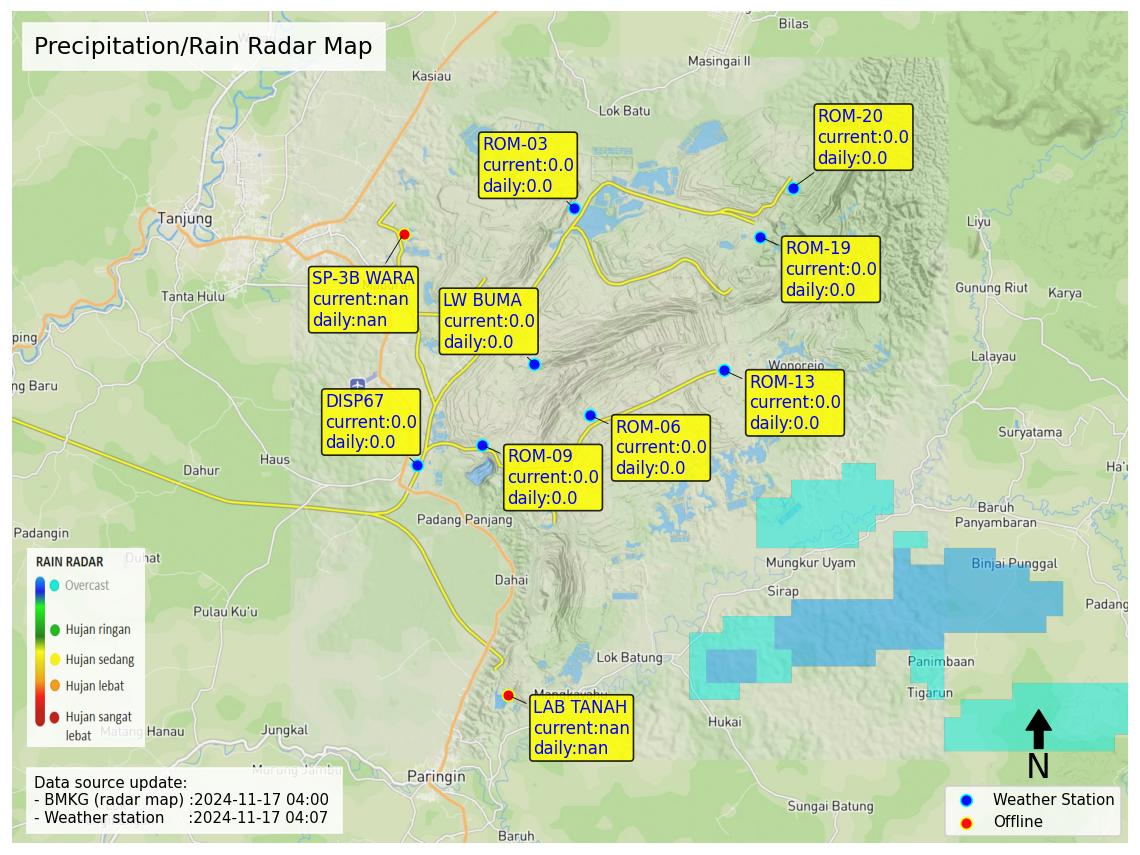 Precipitation/Rain Radar Map
Bilas
Masingai II
Kasiau
Lok Batu
ROM-20
current:0.0
daily:0.0
ROM-03
current:0.0
daily:0.0
Tanjung
Liyu
ROM-19
current:0.0
daily:0.0
SP-3B WARA
current:nan
daily:nan
Tanta Hulu
LW BUMA
current:0.0
daily:0.0
Gunung Riut
Karya
ping
Lalayau
Wonorejo
ng Baru
ROM-13
current:0.0
daily:0.0
DISP67
current:0.0
daily:0.0
ROM-06
current:0.0
daily:0.0
Suryatama
Haus
Dahur
ROM-09
current:0.0
daily:0.0
Ha'u
Padang Panjang
Baruh
Panyambaran
Padangin
Duhat
Mungkur Uyam
Binjai Punggal
RAIN RADAR
Overcast
Hujan ringan
Hujan sedang
Hujan lebat
Hujan sangat
lebat
Dahai
Sirap
Padang
Pulau Ku'u
Lok Batung
Panimbaan
Tigarun
Mangkayahu
LAB TANAH
current:nan
daily:nan
Hukai
Matang Hanau
Jungkal
Murung Jambu
Paringin
N
Data source update:
- BMKG (radar map) :2024-11-17 04:00
- Weather station :2024-11-17 04:07
Sungai Batung
Baruh
Weather Station
Offline